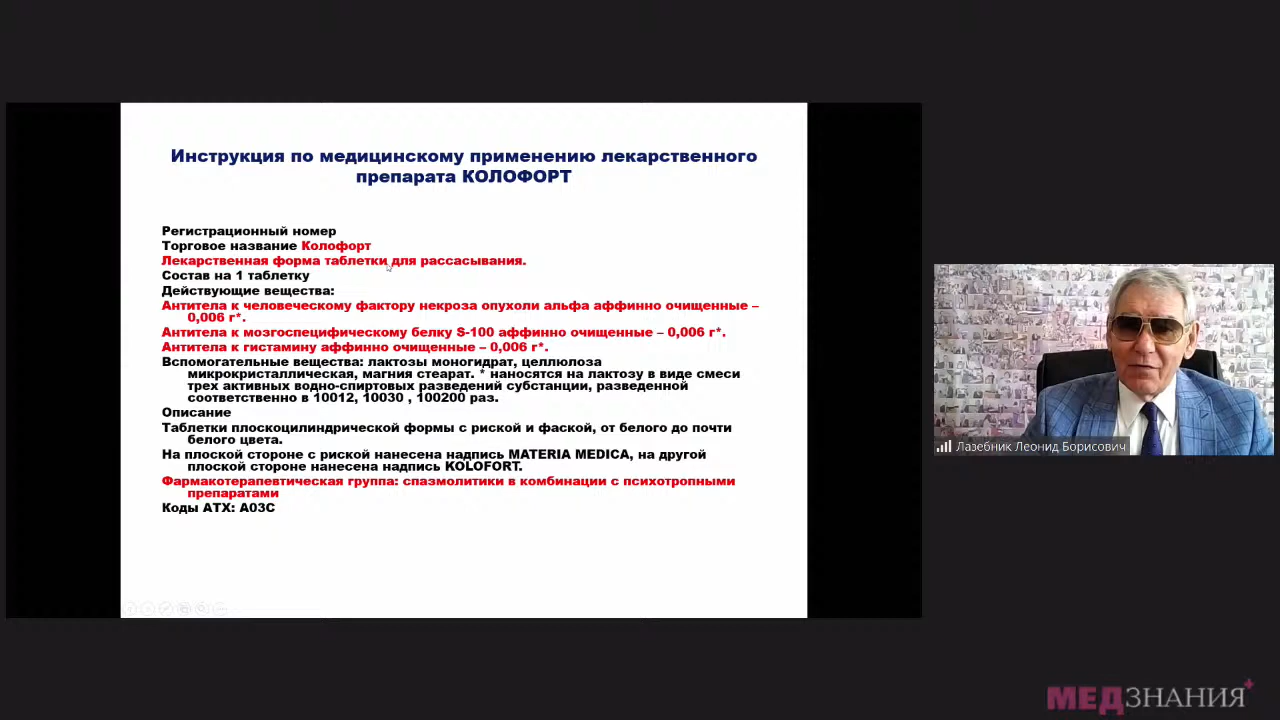 Инструкция по медицинскому применению лекарственного
препарата КОЛОФОРТ
Регистрационный номер
Торговое название Колофорт
Лекарственная форма таблетки для рассасывания.
Состав на 1 таблетку
Действующие вещества:
Антитела к человеческому фактору некроза опухоли альфа аффинно очищенные –
0,006 г*.
Антитела к мозгоспецифическому белку S-100 аффинно очищенные – 0,006 г*.
Антитела к гистамину аффинно очищенные – 0,006 г*.
Вспомогательные вещества: лактозы моногидрат, целлюлоза
микрокристаллическая, магния стеарат. * наносятся на лактозу в виде смеси
трех активных водно-спиртовых разведений субстанции, разведенной
соответственно в 10012, 10030 , 100200 раз.
Описание
Таблетки плоскоцилиндрической формы с риской и фаской, от белого до почти
белого цвета.
На плоской стороне с риской нанесена надпись MATERIA MEDICA, на другой
плоской стороне нанесена надпись KOLOFORT.
Фармакотерапевтическая группа: спазмолитики в комбинации с психотропными
препаратами
Коды АТХ: A03C
Лазебник Леонид Борисович
МЕДЗНАНИЯ+